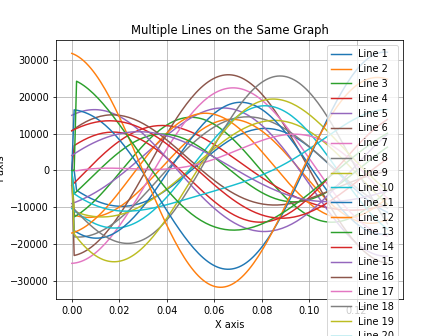 Multiple Lines on the Same Graph
30000
20000
10000
0
−10000
−20000
−30000
0.00
0.02
0.04
0.06
0.08
0.10
X axis
Line 1
Line 2
Line 3
Line 4
Line 5
Line 6
Line 7
Line 8
Line 9
Line 10
Line 11
Line 12
Line 13
Line 14
Line 15
Line 16
Line 17
Line 18
Line 19
Line 20